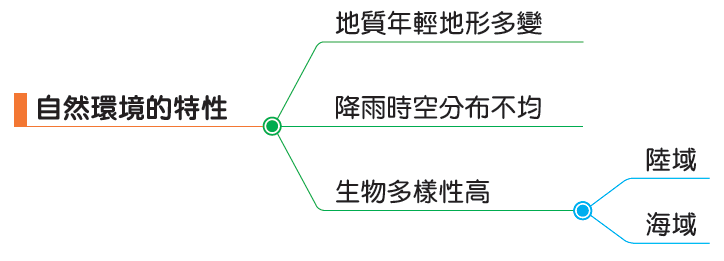 自然環境的特性
地質年輕地形多變
降雨時空分布不均
生物多樣性高
陸域
海域